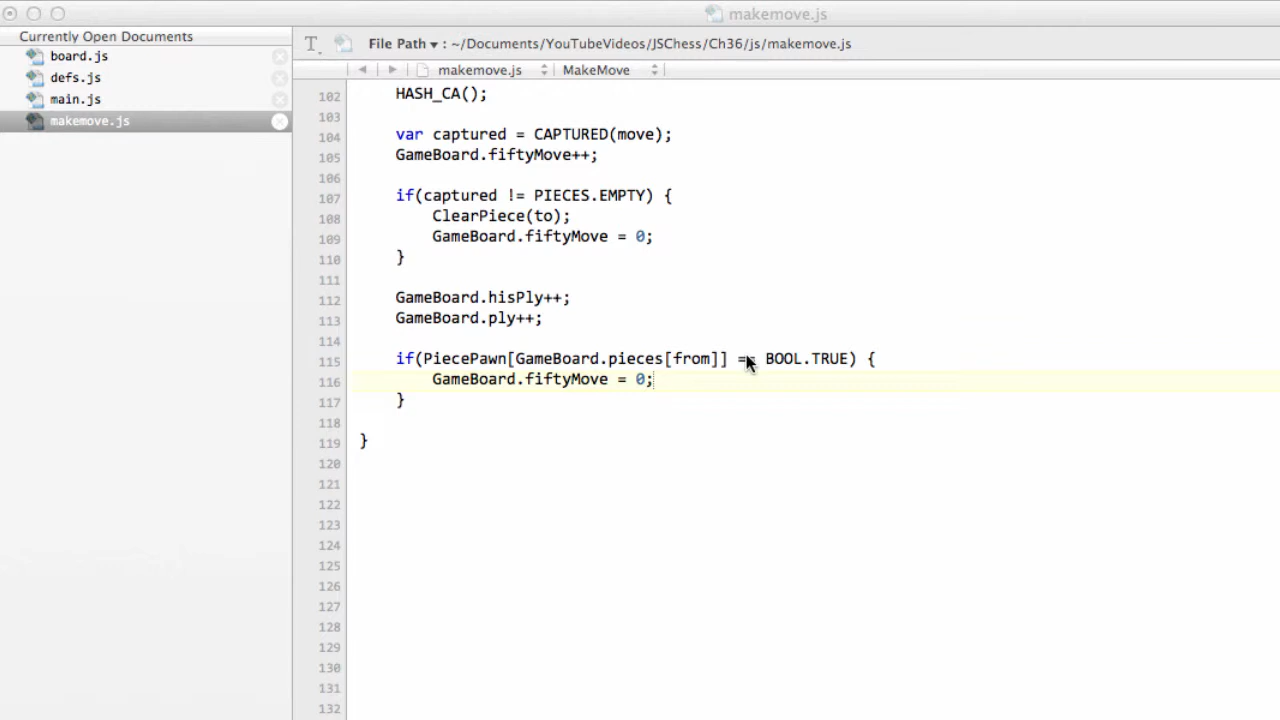 makemove.js
Currently Open Documents
board.js
defs.js
main.js
makemove.js
File Path ▾ : ~/Documents/YouTubeVideos/JSChess/Ch36/js/makemove.js
makemove.js MakeMove
102 HASH_CA();
103
104 var captured = CAPTURED(move);
105 GameBoard.fiftyMove++;
106
107 if(captured != PIECES.EMPTY) {
108 ClearPiece(to);
109 GameBoard.fiftyMove = 0;
110 }
111
112 GameBoard.hisPly++;
113 GameBoard.ply++;
114
115 if(PiecePawn[GameBoard.pieces[from]] == BOOL.TRUE) {
116 GameBoard.fiftyMove = 0;
117 }
118
119 }
120
121
122
123
124
125
126
127
128
129
130
131
132